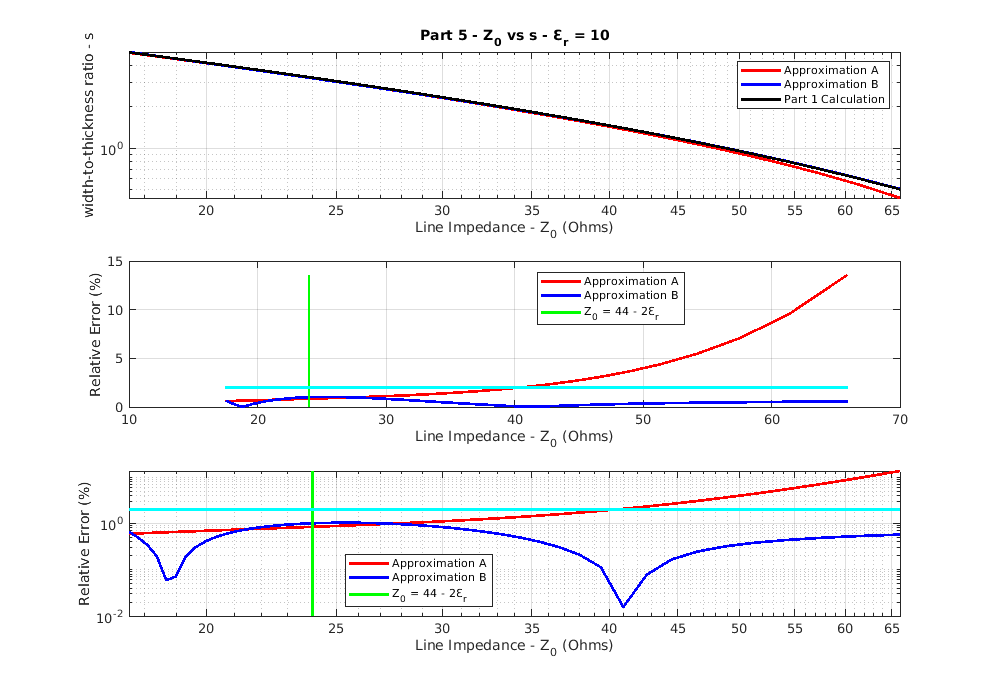 Part 5 - Z0 vs s - Ɛr = 10
width-to-thickness ratio - s
10^0
Approximation A
Approximation B
Part 1 Calculation
20 25 30 35 40 45 50 55 60 65
Line Impedance - Z0 (Ohms)
Relative Error (%)
15
10
5
0
Approximation A
Approximation B
Z0 = 44 - 2Ɛr
10 20 30 40 50 60 70
Line Impedance - Z0 (Ohms)
Relative Error (%)
10^0
10^-2
Approximation A
Approximation B
Z0 = 44 - 2Ɛr
20 25 30 35 40 45 50 55 60 65
Line Impedance - Z0 (Ohms)